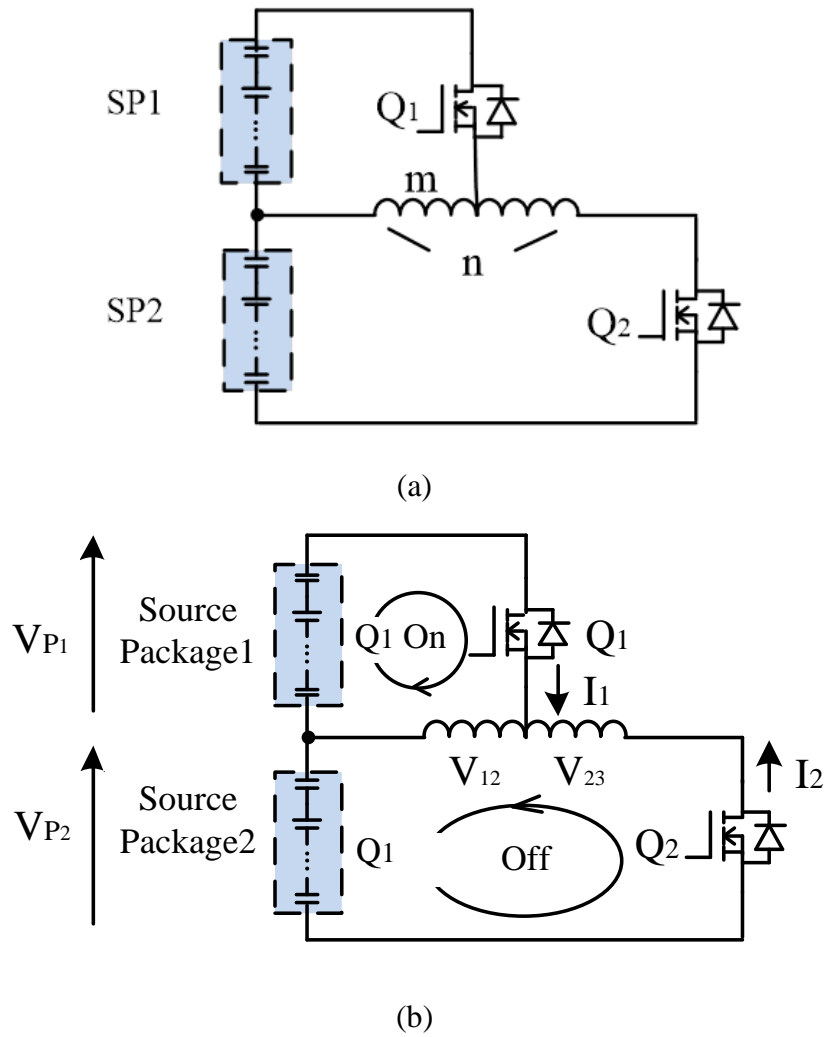 SP1
Q1
m
n
SP2
Q2
(a)
VP1
Source
Package1
Q1 On
Q1
I1
V12 V23
I2
VP2
Source
Package2
Q1
Off
Q2
(b)